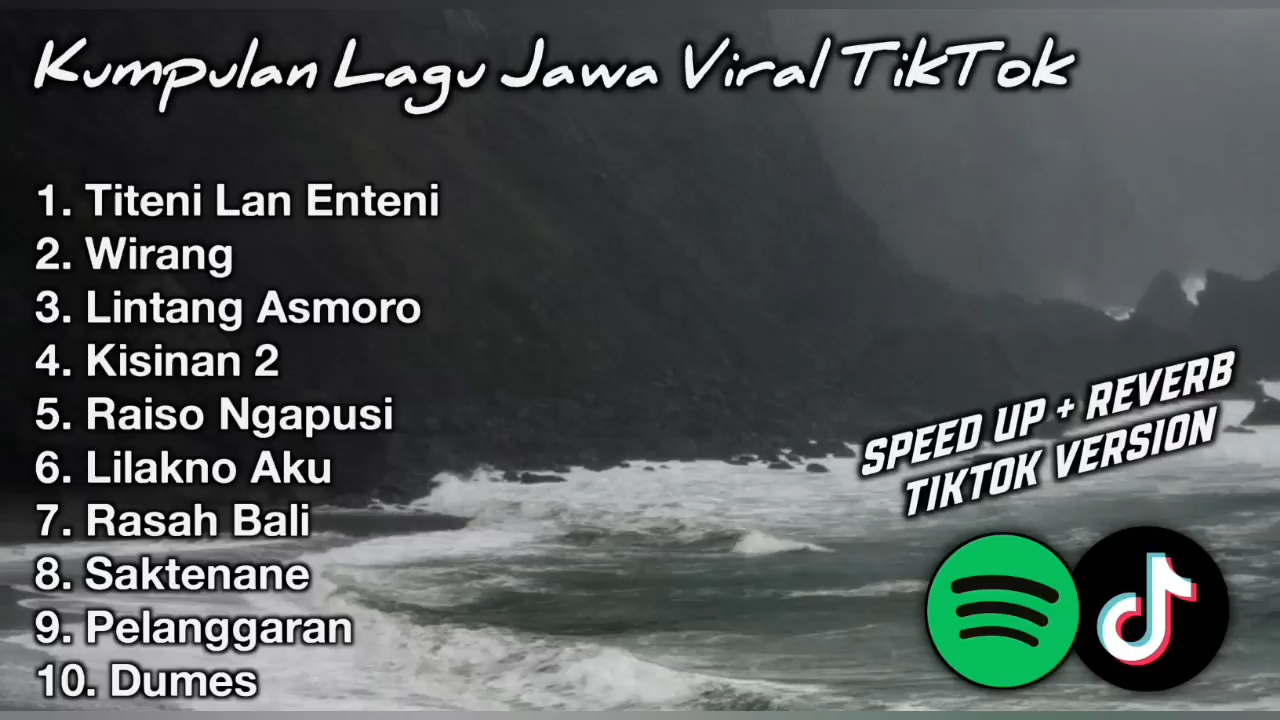 Kumpulan Lagu Jawa Viral TikTok
1. Titeni Lan Enteni
2. Wirang
3. Lintang Asmoro
4. Kisinan 2
5. Raiso Ngapusi
6. Lilakno Aku
7. Rasah Bali
8. Saktenane
9. Pelanggaran
10. Dumes
SPEED UP + REVERB
TIKTOK VERSION